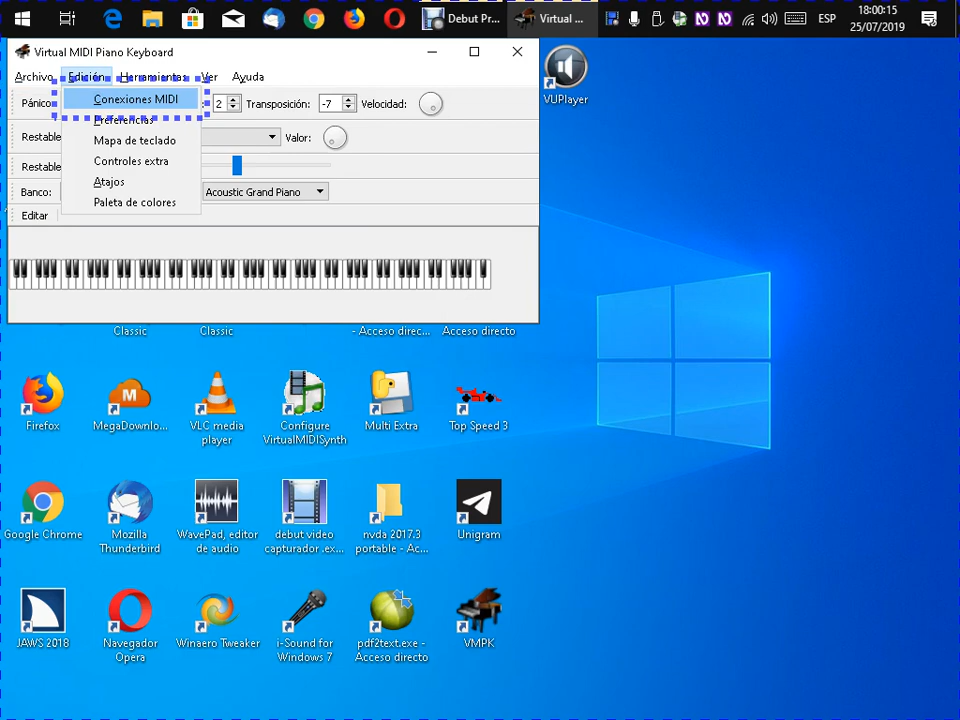 Debut Pr...
Virtual ...
ESP
18:00:15
25/07/2019
Virtual MIDI Piano Keyboard
Archivo Edición Herramientas Ver Ayuda
Pánico
2 Transposición: -7 Velocidad:
Conexiones MIDI
Preferencias
Mapa de teclado
Controles extra
Atajos
Paleta de colores
Restable
Valor:
Restable
Banco:
Acoustic Grand Piano
Editar
VUPlayer
Classic
Classic
- Acceso direc...
Acceso directo
Firefox
MegaDownlo...
VLC media
player
Configure
VirtualMIDISynth
Multi Extra
Top Speed 3
Google Chrome
Mozilla
Thunderbird
WavePad, editor
de audio
debut video
capturador .ex...
nvda 2017.3
portable - Ac...
Unigram
JAWS 2018
Navegador
Opera
Winaero Tweaker
i-Sound for
Windows 7
pdf2text.exe -
Acceso directo
VMPK